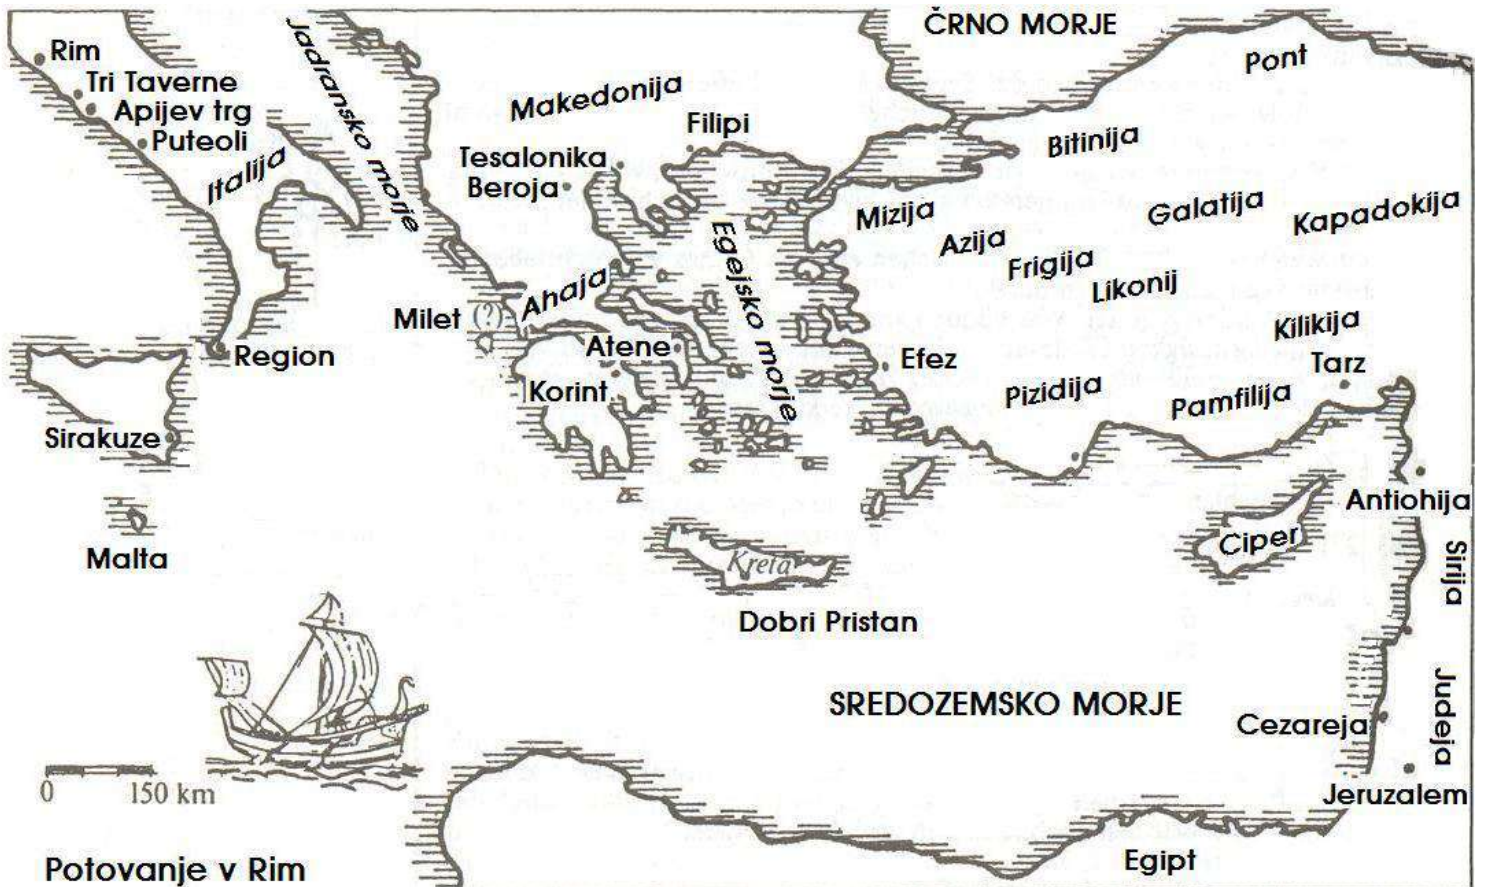 ČRNO MORJE
Pont
Rim
Jadransko morje
Tri Taverne
Makedonija
Apijev trg
Filipi
Puteoli
Bitinija
Tesalonika
Italija
Beroja
Mizija
Galatija
Kapadokija
Azija
Egejsko morje
Frigija
Likonij
Ahaja
Milet (?)
Kilikija
Region
Atene
Efez
Tarz
Korint
Pizidija
Pamfilija
Sirakuze
Antiohija
Malta
Ciper
Kreta
Sirija
Dobri Pristan
SREDOZEMSKO MORJE
Cezareja
Judeja
0 150 km
Jeruzalem
Egipt
Potovanje v Rim